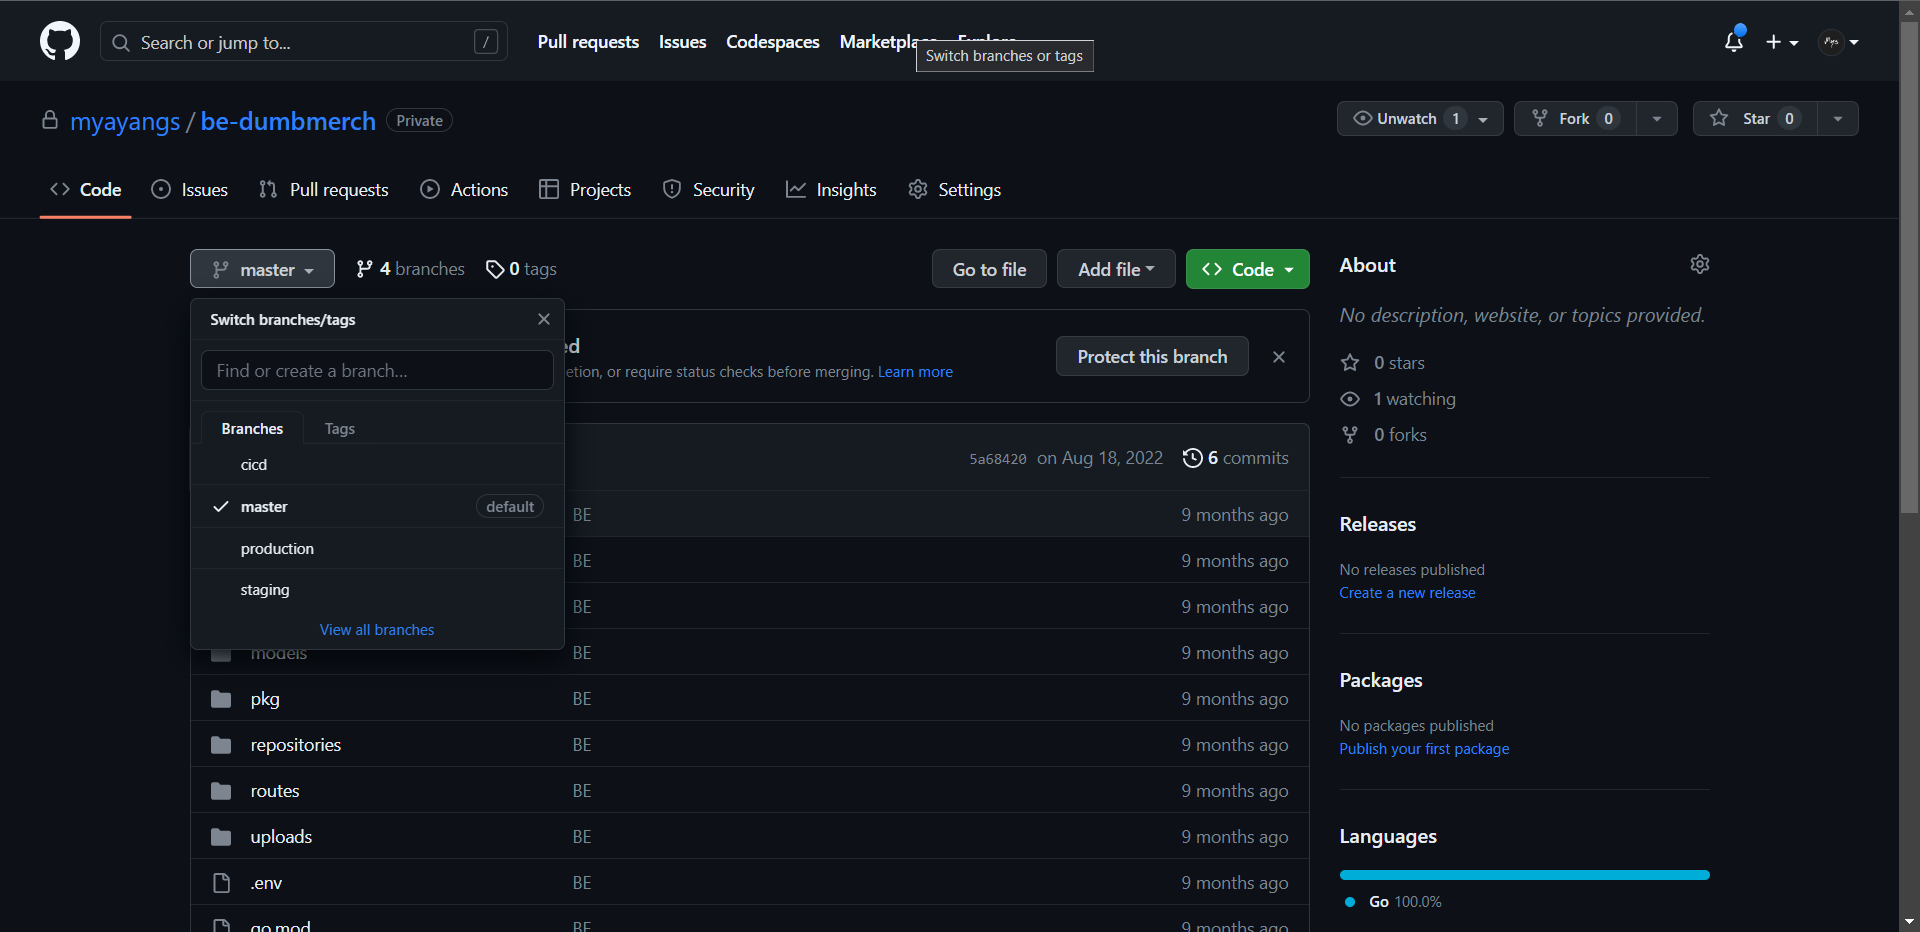 Search or jump to...
/
Pull requests
Issues
Codespaces
Marketplace
Explore
Switch branches or tags
myayangs / be-dumbmerch
Private
Unwatch 1
Fork 0
Star 0
Code
Issues
Pull requests
Actions
Projects
Security
Insights
Settings
master
4 branches
0 tags
Go to file
Add file
Code
Switch branches/tags
Find or create a branch...
Branches
Tags
cicd
master
default
production
staging
View all branches
ed
etion, or require status checks before merging. Learn more
Protect this branch
5a68420 on Aug 18, 2022
6 commits
BE 9 months ago
BE 9 months ago
BE 9 months ago
models BE 9 months ago
pkg BE 9 months ago
repositories BE 9 months ago
routes BE 9 months ago
uploads BE 9 months ago
.env BE 9 months ago
go.mod BE 9 months ago
About
No description, website, or topics provided.
0 stars
1 watching
0 forks
Releases
No releases published
Create a new release
Packages
No packages published
Publish your first package
Languages
Go 100.0%